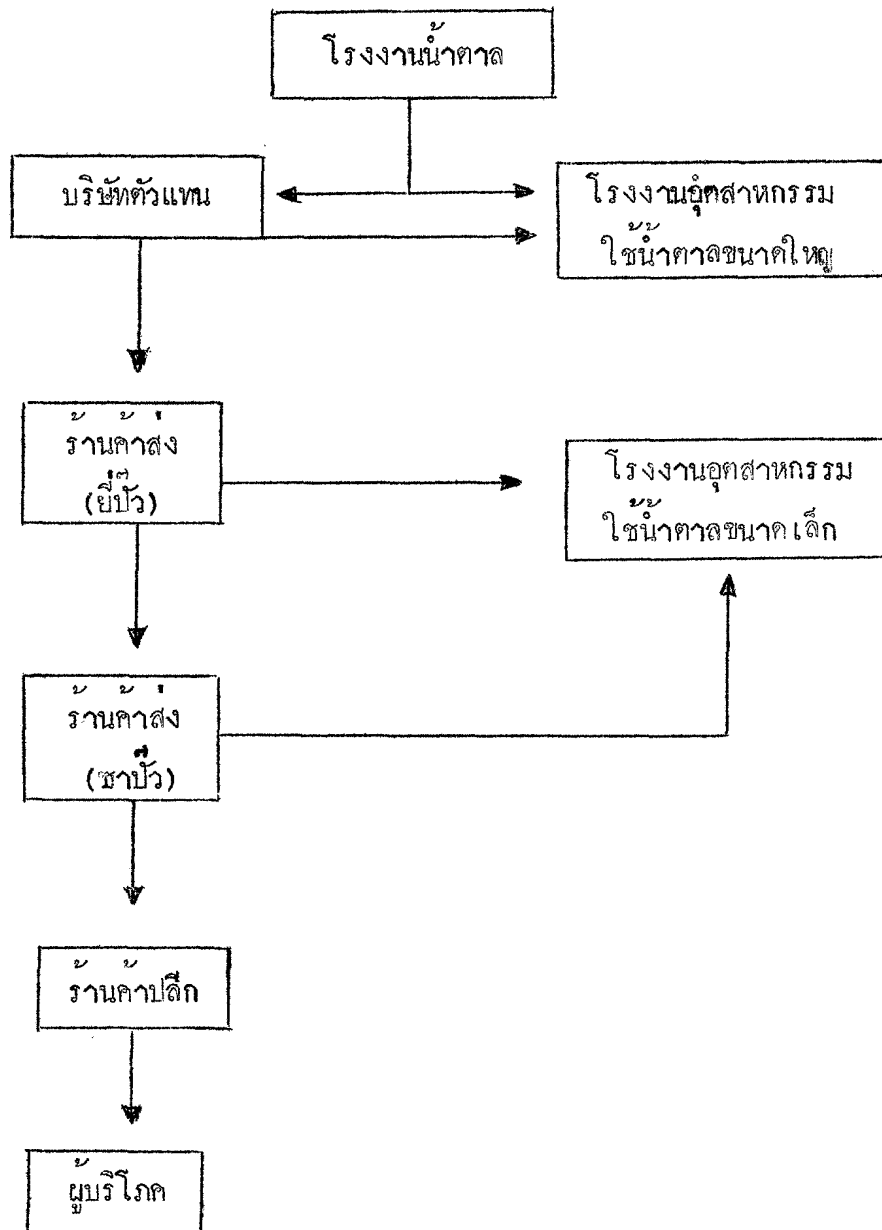 โรงงานน้ำตาล
บริษัทตัวแทน
โรงงานอุตสาหกรรม
ใช้น้ำตาลขนาดใหญ่
ร้านค้าส่ง
(ยี่ปั๊ว)
โรงงานอุตสาหกรรม
ใช้น้ำตาลขนาดเล็ก
ร้านค้าส่ง
(ซาปั๊ว)
ร้านค้าปลีก
ผู้บริโภค